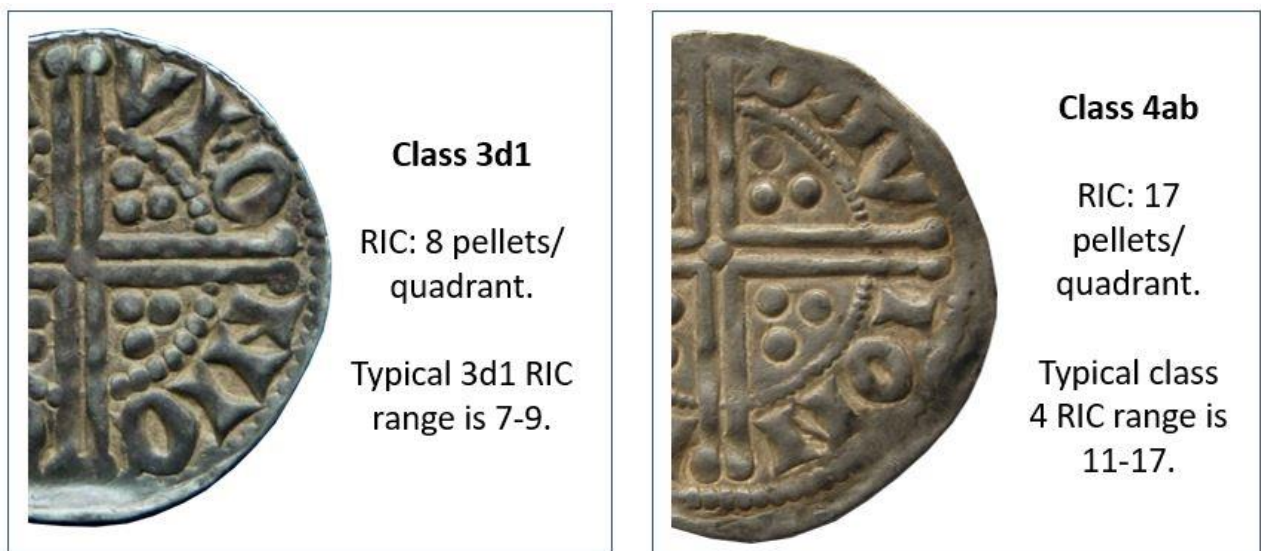 Class 3d1
RIC: 8 pellets/
quadrant.
Typical 3d1 RIC
range is 7-9.
Class 4ab
RIC: 17
pellets/
quadrant.
Typical class
4 RIC range is
11-17.